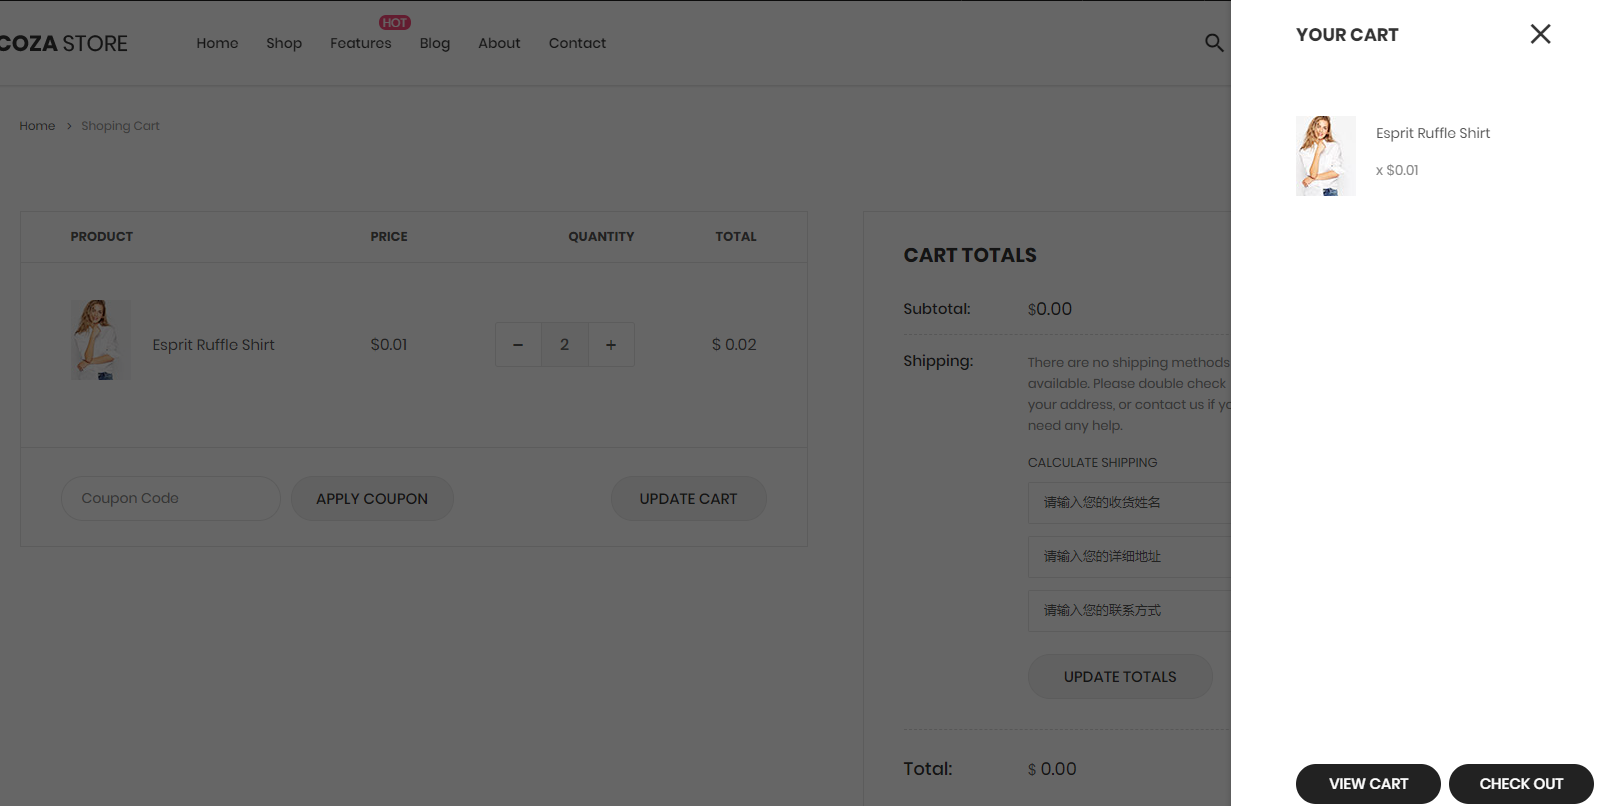 COZA STORE
Home
Shop
Features
HOT
Blog
About
Contact
Home > Shoping Cart
PRODUCT PRICE QUANTITY TOTAL
Esprit Ruffle Shirt $0.01 − 2 + $ 0.02
Coupon Code
APPLY COUPON
UPDATE CART
CART TOTALS
Subtotal: $0.00
Shipping:
There are no shipping methods
available. Please double check
your address, or contact us if yo
need any help.
CALCULATE SHIPPING
请输入您的收货姓名
请输入您的详细地址
请输入您的联系方式
UPDATE TOTALS
Total: $ 0.00
YOUR CART
Esprit Ruffle Shirt
x $0.01
VIEW CART
CHECK OUT